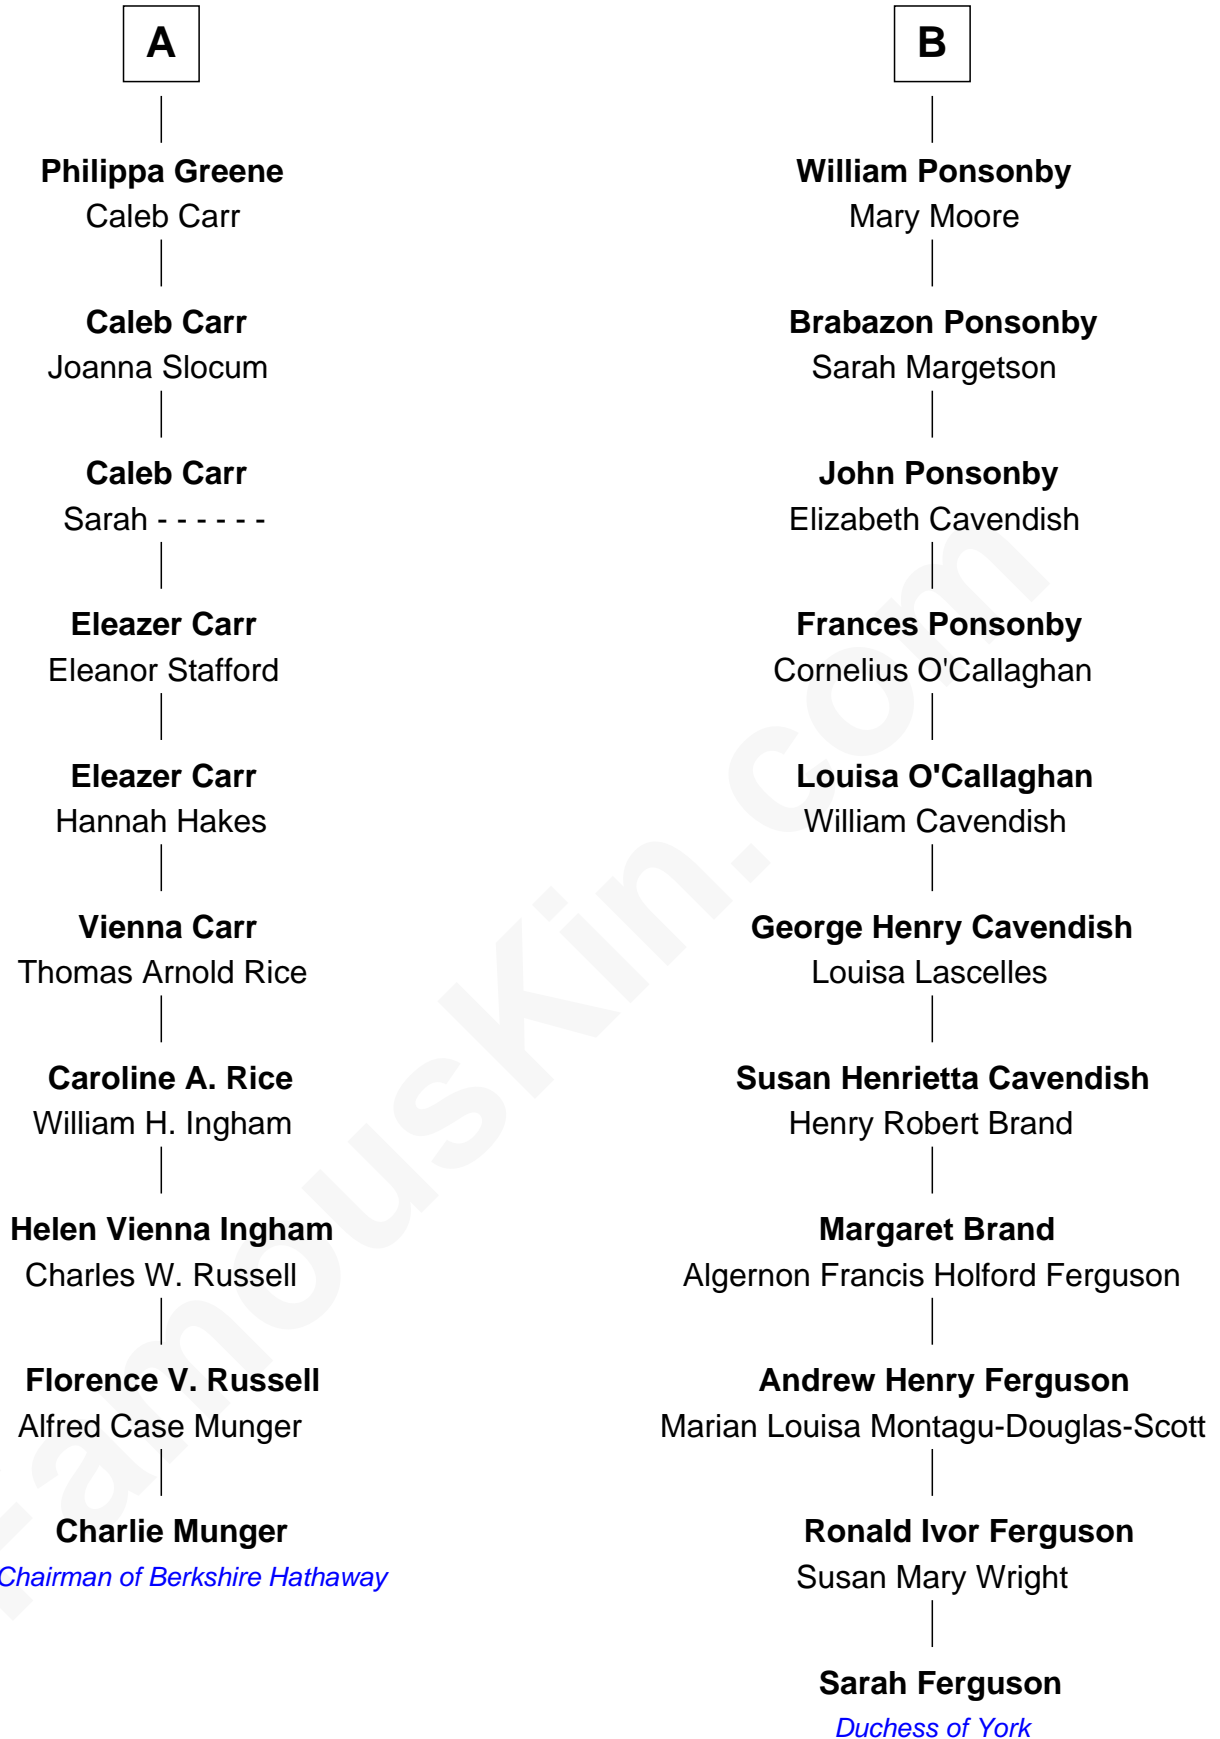 A
Philippa Greene
Caleb Carr
Caleb Carr
Joanna Slocum
Caleb Carr
Sarah - - - - - -
Eleazer Carr
Eleanor Stafford
Eleazer Carr
Hannah Hakes
Vienna Carr
Thomas Arnold Rice
Caroline A. Rice
William H. Ingham
Helen Vienna Ingham
Charles W. Russell
Florence V. Russell
Alfred Case Munger
Charlie Munger
Chairman of Berkshire Hathaway
B
William Ponsonby
Mary Moore
Brabazon Ponsonby
Sarah Margetson
John Ponsonby
Elizabeth Cavendish
Frances Ponsonby
Cornelius O'Callaghan
Louisa O'Callaghan
William Cavendish
George Henry Cavendish
Louisa Lascelles
Susan Henrietta Cavendish
Henry Robert Brand
Margaret Brand
Algernon Francis Holford Ferguson
Andrew Henry Ferguson
Marian Louisa Montagu-Douglas-Scott
Ronald Ivor Ferguson
Susan Mary Wright
Sarah Ferguson
Duchess of York
FamousKin.com